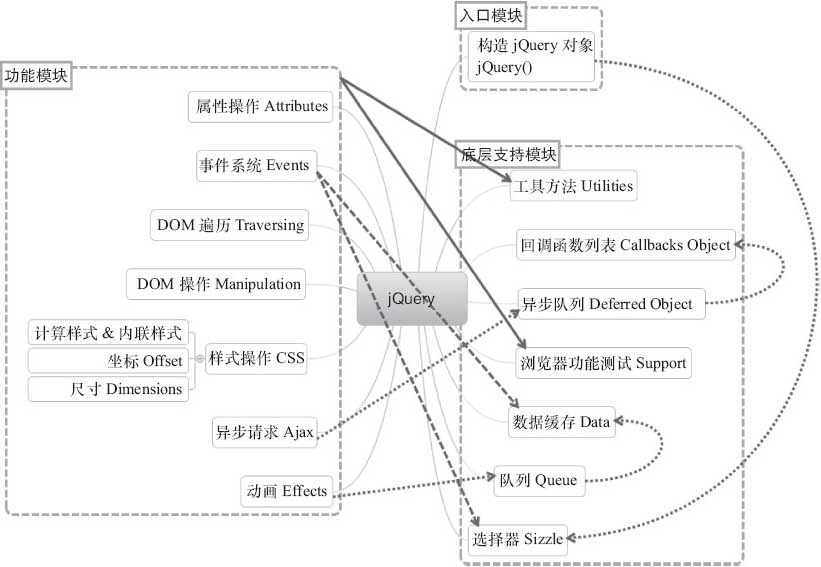 入口模块
构造 jQuery 对象
jQuery()
功能模块
属性操作 Attributes
事件系统 Events
DOM 遍历 Traversing
DOM 操作 Manipulation
计算样式 & 内联样式
坐标 Offset
尺寸 Dimensions
样式操作 CSS
异步请求 Ajax
动画 Effects
jQuery
底层支持模块
工具方法 Utilities
回调函数列表 Callbacks Object
异步队列 Deferred Object
浏览器功能测试 Support
数据缓存 Data
队列 Queue
选择器 Sizzle